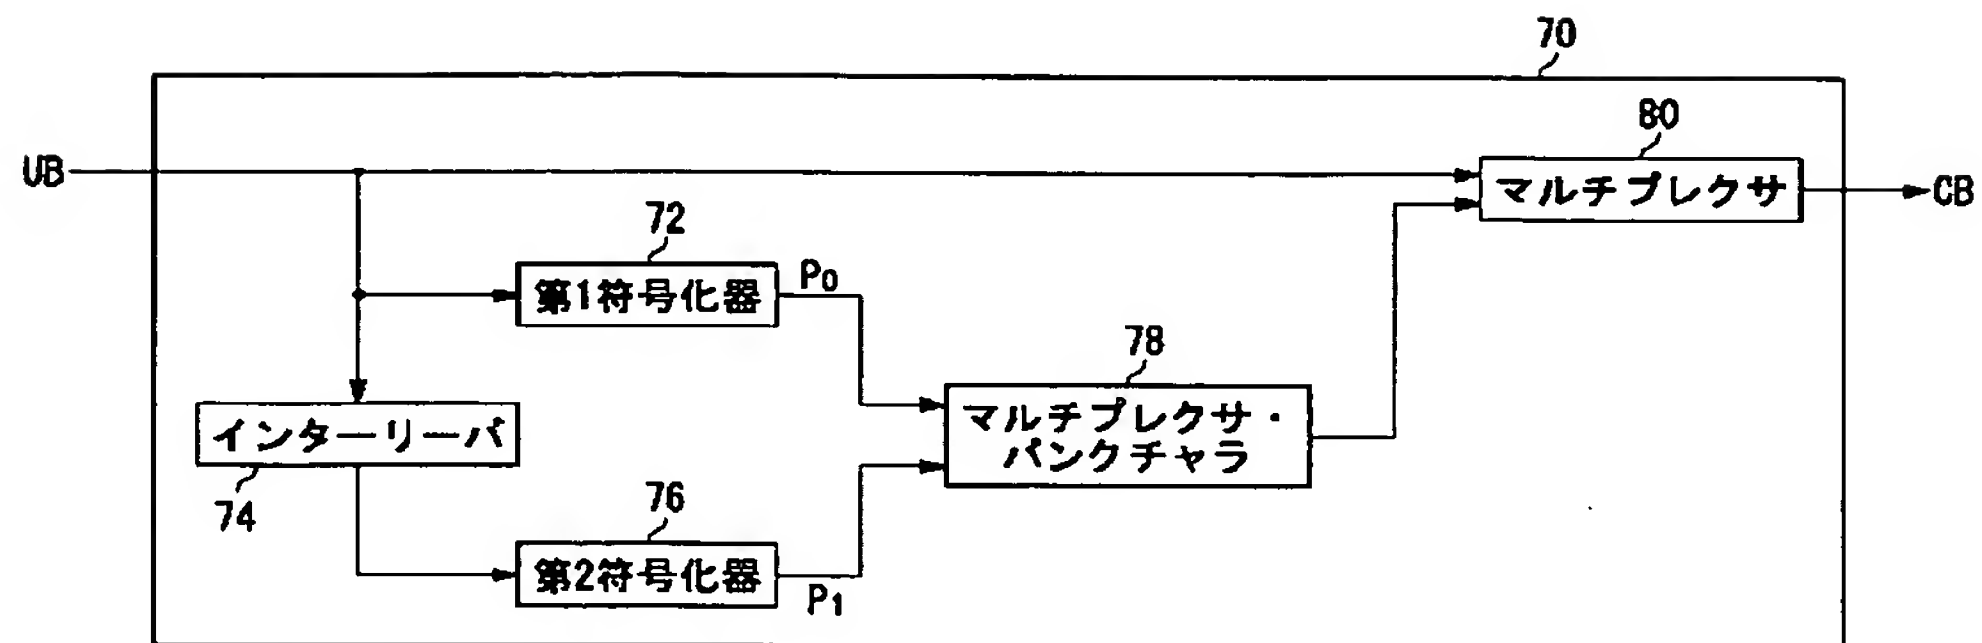 70
80
UB
マルチプレクサ
CB
72
第1符号化器
P0
78
マルチプレクサ・
パンクチャラ
インターリーバ
74
76
第2符号化器
P1